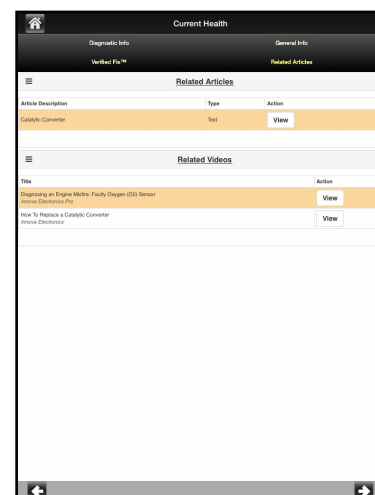 Current Health
Diagnostic Info General Info
Verified Fix™ Related Articles
Related Articles
Article Description Type Action
Catalytic Converter Text View
Related Videos
Title Action
Diagnosing an Engine Misfire: Faulty Oxygen (O2) Sensor View
Innova Electronics Pro
How To Replace a Catalytic Converter View
Innova Electronics